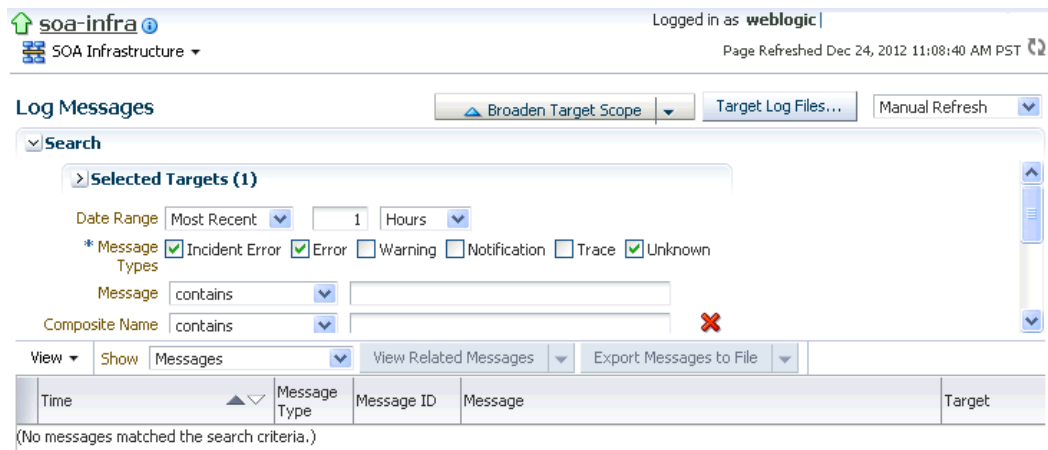 soa-infra
Logged in as weblogic
SOA Infrastructure
Page Refreshed Dec 24, 2012 11:08:40 AM PST
Log Messages
Broaden Target Scope
Target Log Files...
Manual Refresh
Search
Selected Targets (1)
Date Range Most Recent 1 Hours
* Message Types Incident Error Error Warning Notification Trace Unknown
Message contains
Composite Name contains
View Show Messages View Related Messages Export Messages to File
Time Message Type Message ID Message Target
(No messages matched the search criteria.)